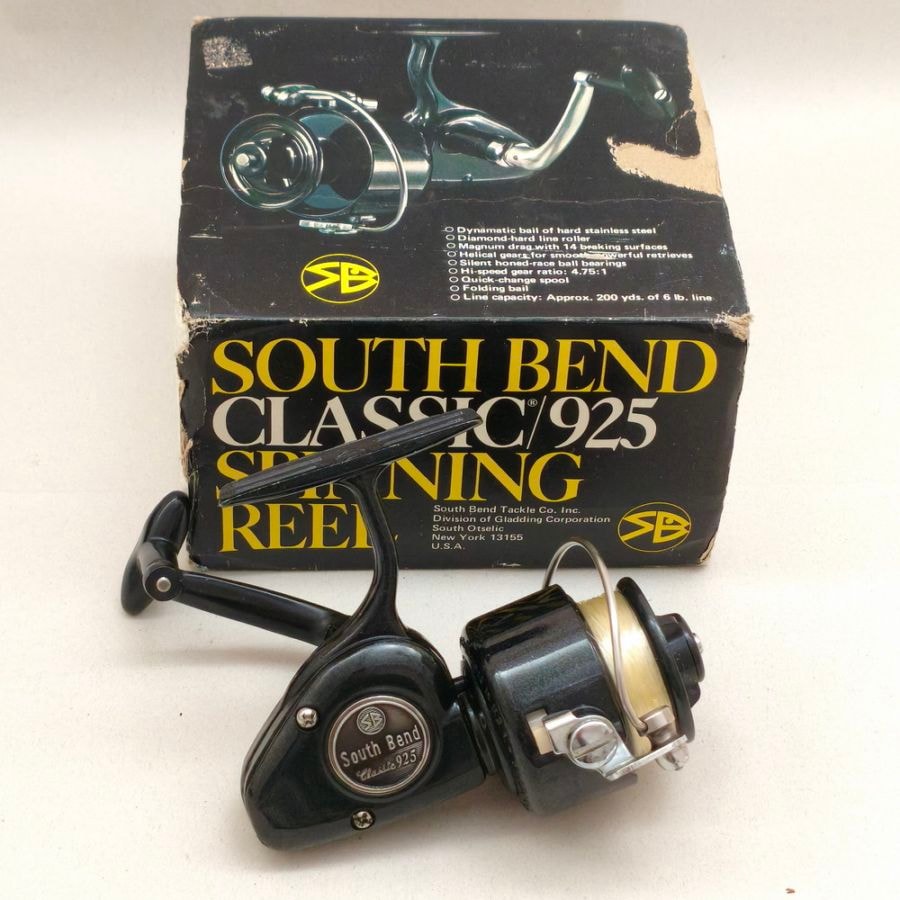 ○ Dynamatic bail of hard stainless steel
○ Diamond-hard line roller
○ Magnum drag with 14 braking surfaces
○ Helical gears for smooth powerful retrieves
○ Silent honed-race ball bearings
○ Hi-speed gear ratio: 4.75:1
○ Quick-change spool
○ Folding bail
○ Line capacity: Approx. 200 yds. of 6 lb. line
SB
SOUTH BEND
CLASSIC®/925
SPINNING
REEL
South Bend Tackle Co. Inc.
Division of Gladding Corporation
South Otselic
New York 13155
U.S.A.
SB
SB
South Bend
Classic 925